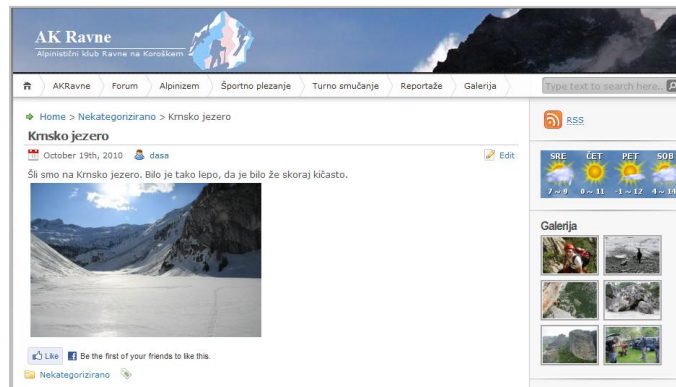 AK Ravne
Alpinistični klub Ravne na Koroškem
AKRavne Forum Alpinizem Športno plezanje Turno smučanje Reportaže Galerija Type text to search here..
Home > Nekategorizirano > Krnsko jezero
Krnsko jezero
October 19th, 2010 dasa Edit
Šli smo na Krnsko jezero. Bilo je tako lepo, da je bilo že skoraj kičasto.
Like Be the first of your friends to like this.
Nekategorizirano
RSS
SRE ČET PET SOB
7 ~ 9 0 ~ 11 -1 ~ 12 4 ~ 14
Galerija